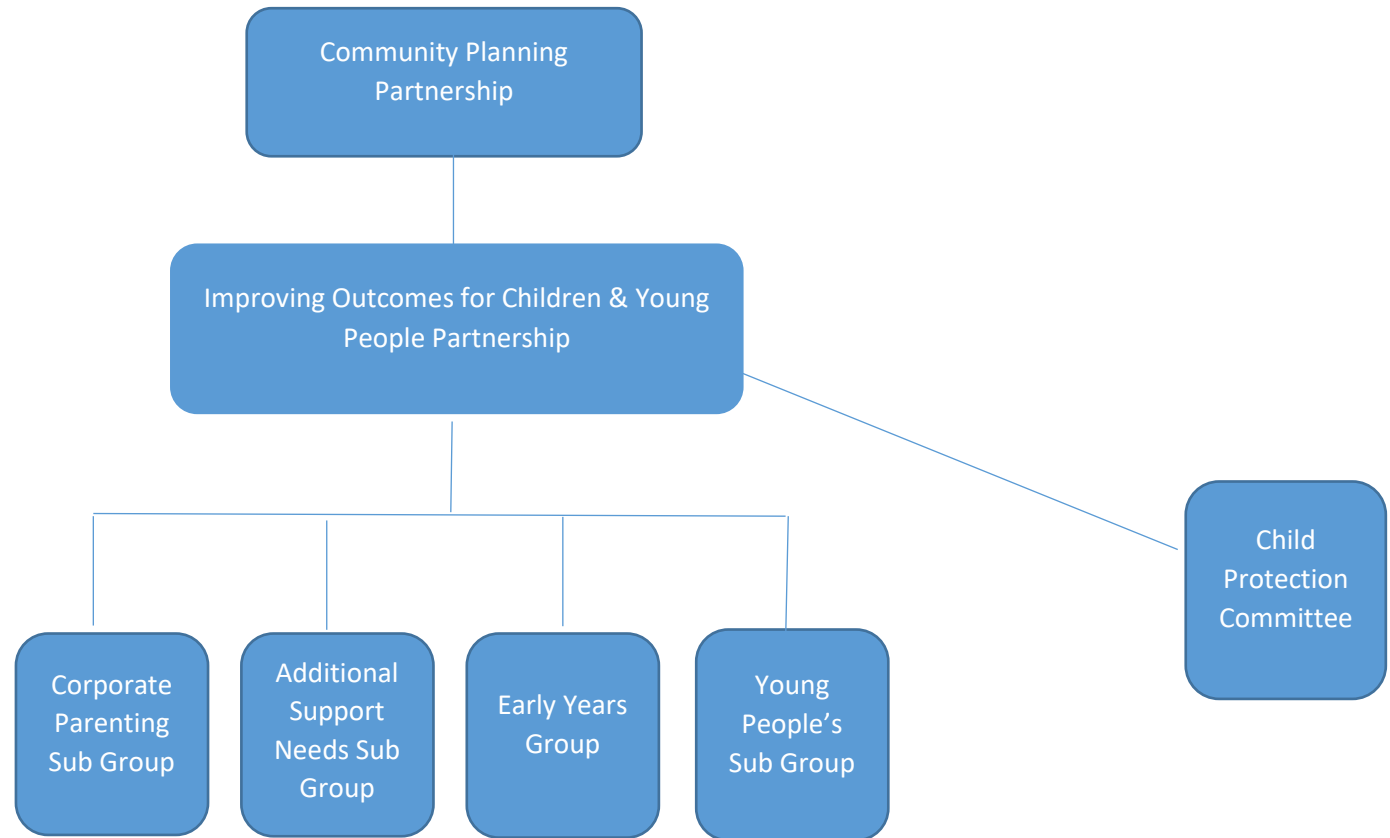 Community Planning
Partnership
Improving Outcomes for Children & Young
People Partnership
Child
Protection
Committee
Corporate
Parenting
Sub Group
Additional
Support
Needs Sub
Group
Early Years
Group
Young
People’s
Sub Group